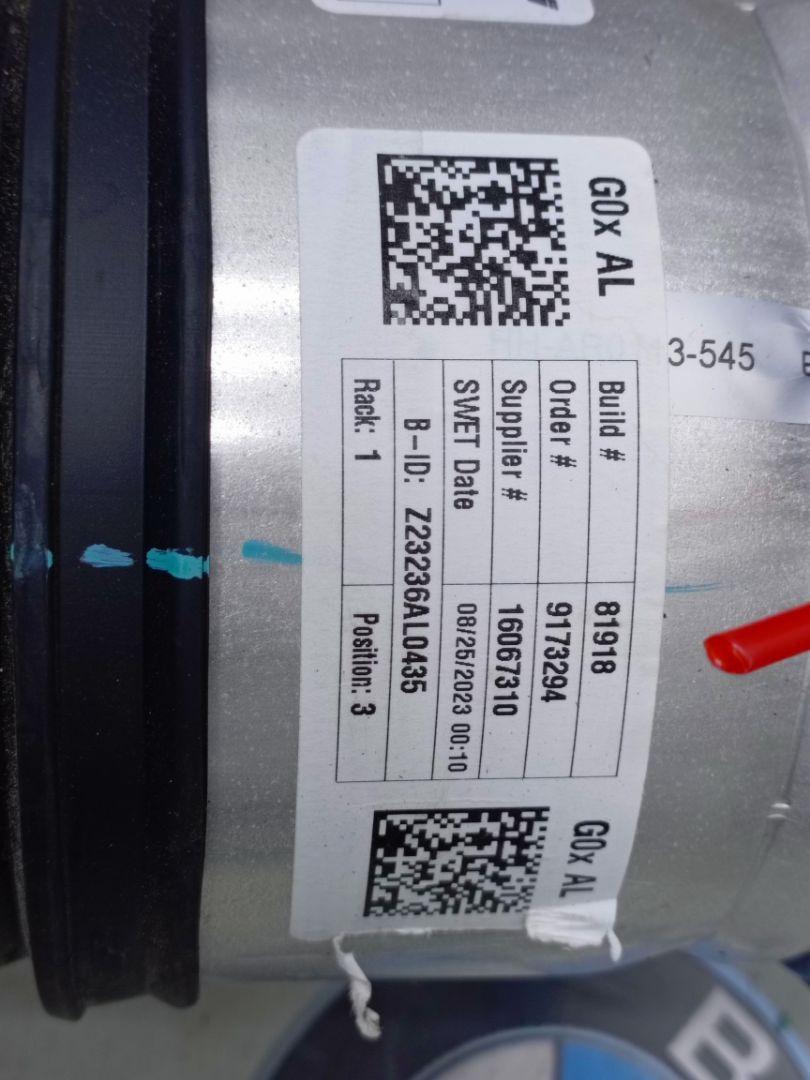 G0x AL
Build # 81918
Order # 9173294
Supplier # 16067310
SWET Date 08/25/2023 00:10
B-ID: Z23236AL0435
Rack: 1 Position: 3
G0x AL
3-545
B